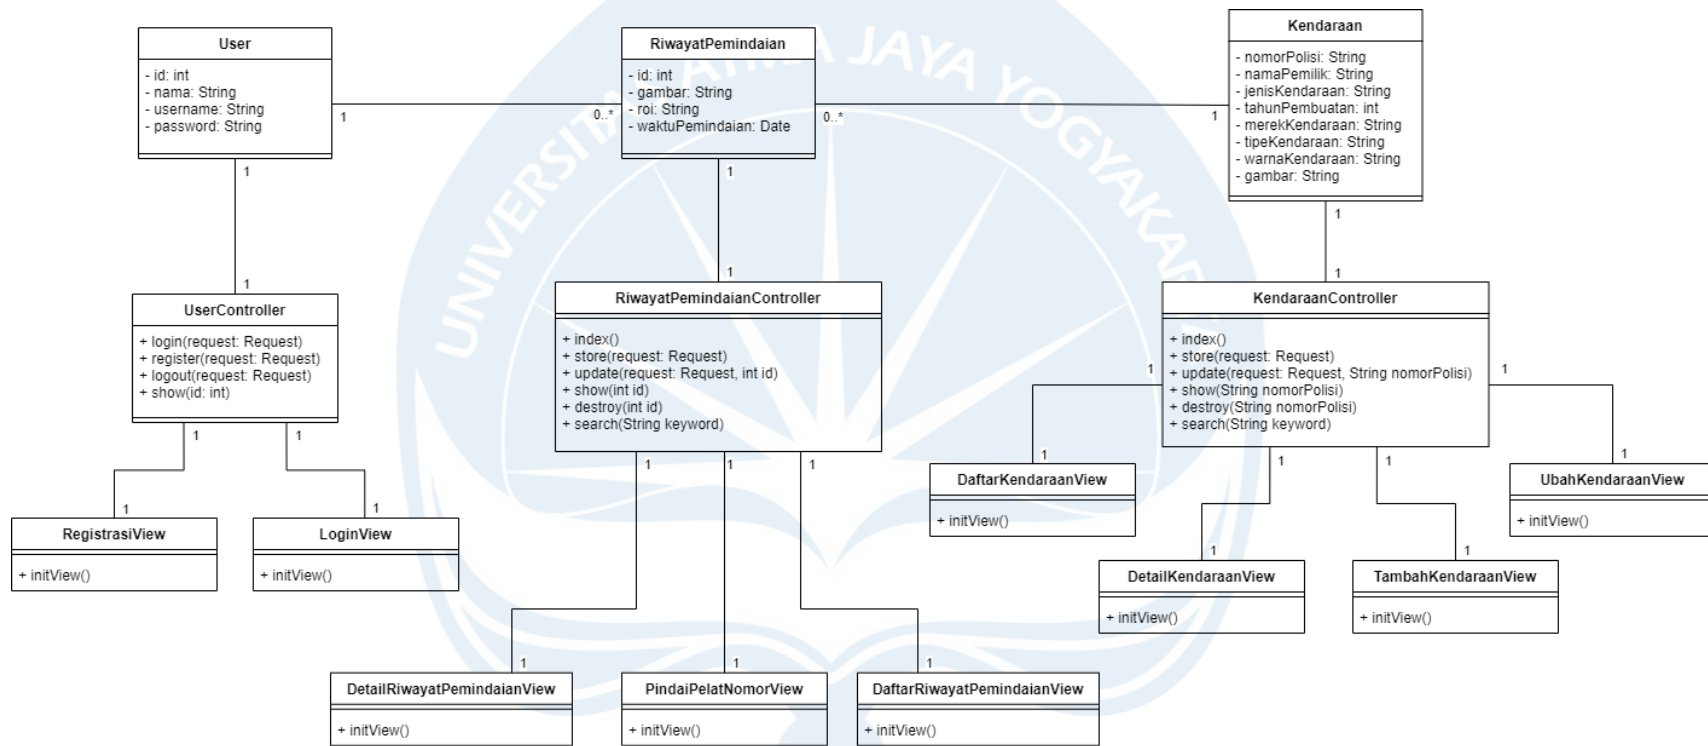 User
- id: int
- nama: String
- username: String
- password: String
1
0..*
1
RiwayatPemindaian
- id: int
- gambar: String
- roi: String
- waktuPemindaian: Date
0..*
1
1
Kendaraan
- nomorPolisi: String
- namaPemilik: String
- jenisKendaraan: String
- tahunPembuatan: int
- merekKendaraan: String
- tipeKendaraan: String
- warnaKendaraan: String
- gambar: String
1
1
UserController
+ login(request: Request)
+ register(request: Request)
+ logout(request: Request)
+ show(id: int)
1
1
1
RiwayatPemindaianController
+ index()
+ store(request: Request)
+ update(request: Request, int id)
+ show(int id)
+ destroy(int id)
+ search(String keyword)
1
1
1
1
KendaraanController
+ index()
+ store(request: Request)
+ update(request: Request, String nomorPolisi)
+ show(String nomorPolisi)
+ destroy(String nomorPolisi)
+ search(String keyword)
1
1
1
1
1
RegistrasiView
+ initView()
1
LoginView
+ initView()
1
DaftarKendaraanView
+ initView()
1
UbahKendaraanView
+ initView()
1
DetailKendaraanView
+ initView()
1
TambahKendaraanView
+ initView()
1
DetailRiwayatPemindaianView
+ initView()
1
PindaiPelatNomorView
+ initView()
1
DaftarRiwayatPemindaianView
+ initView()
JAYA